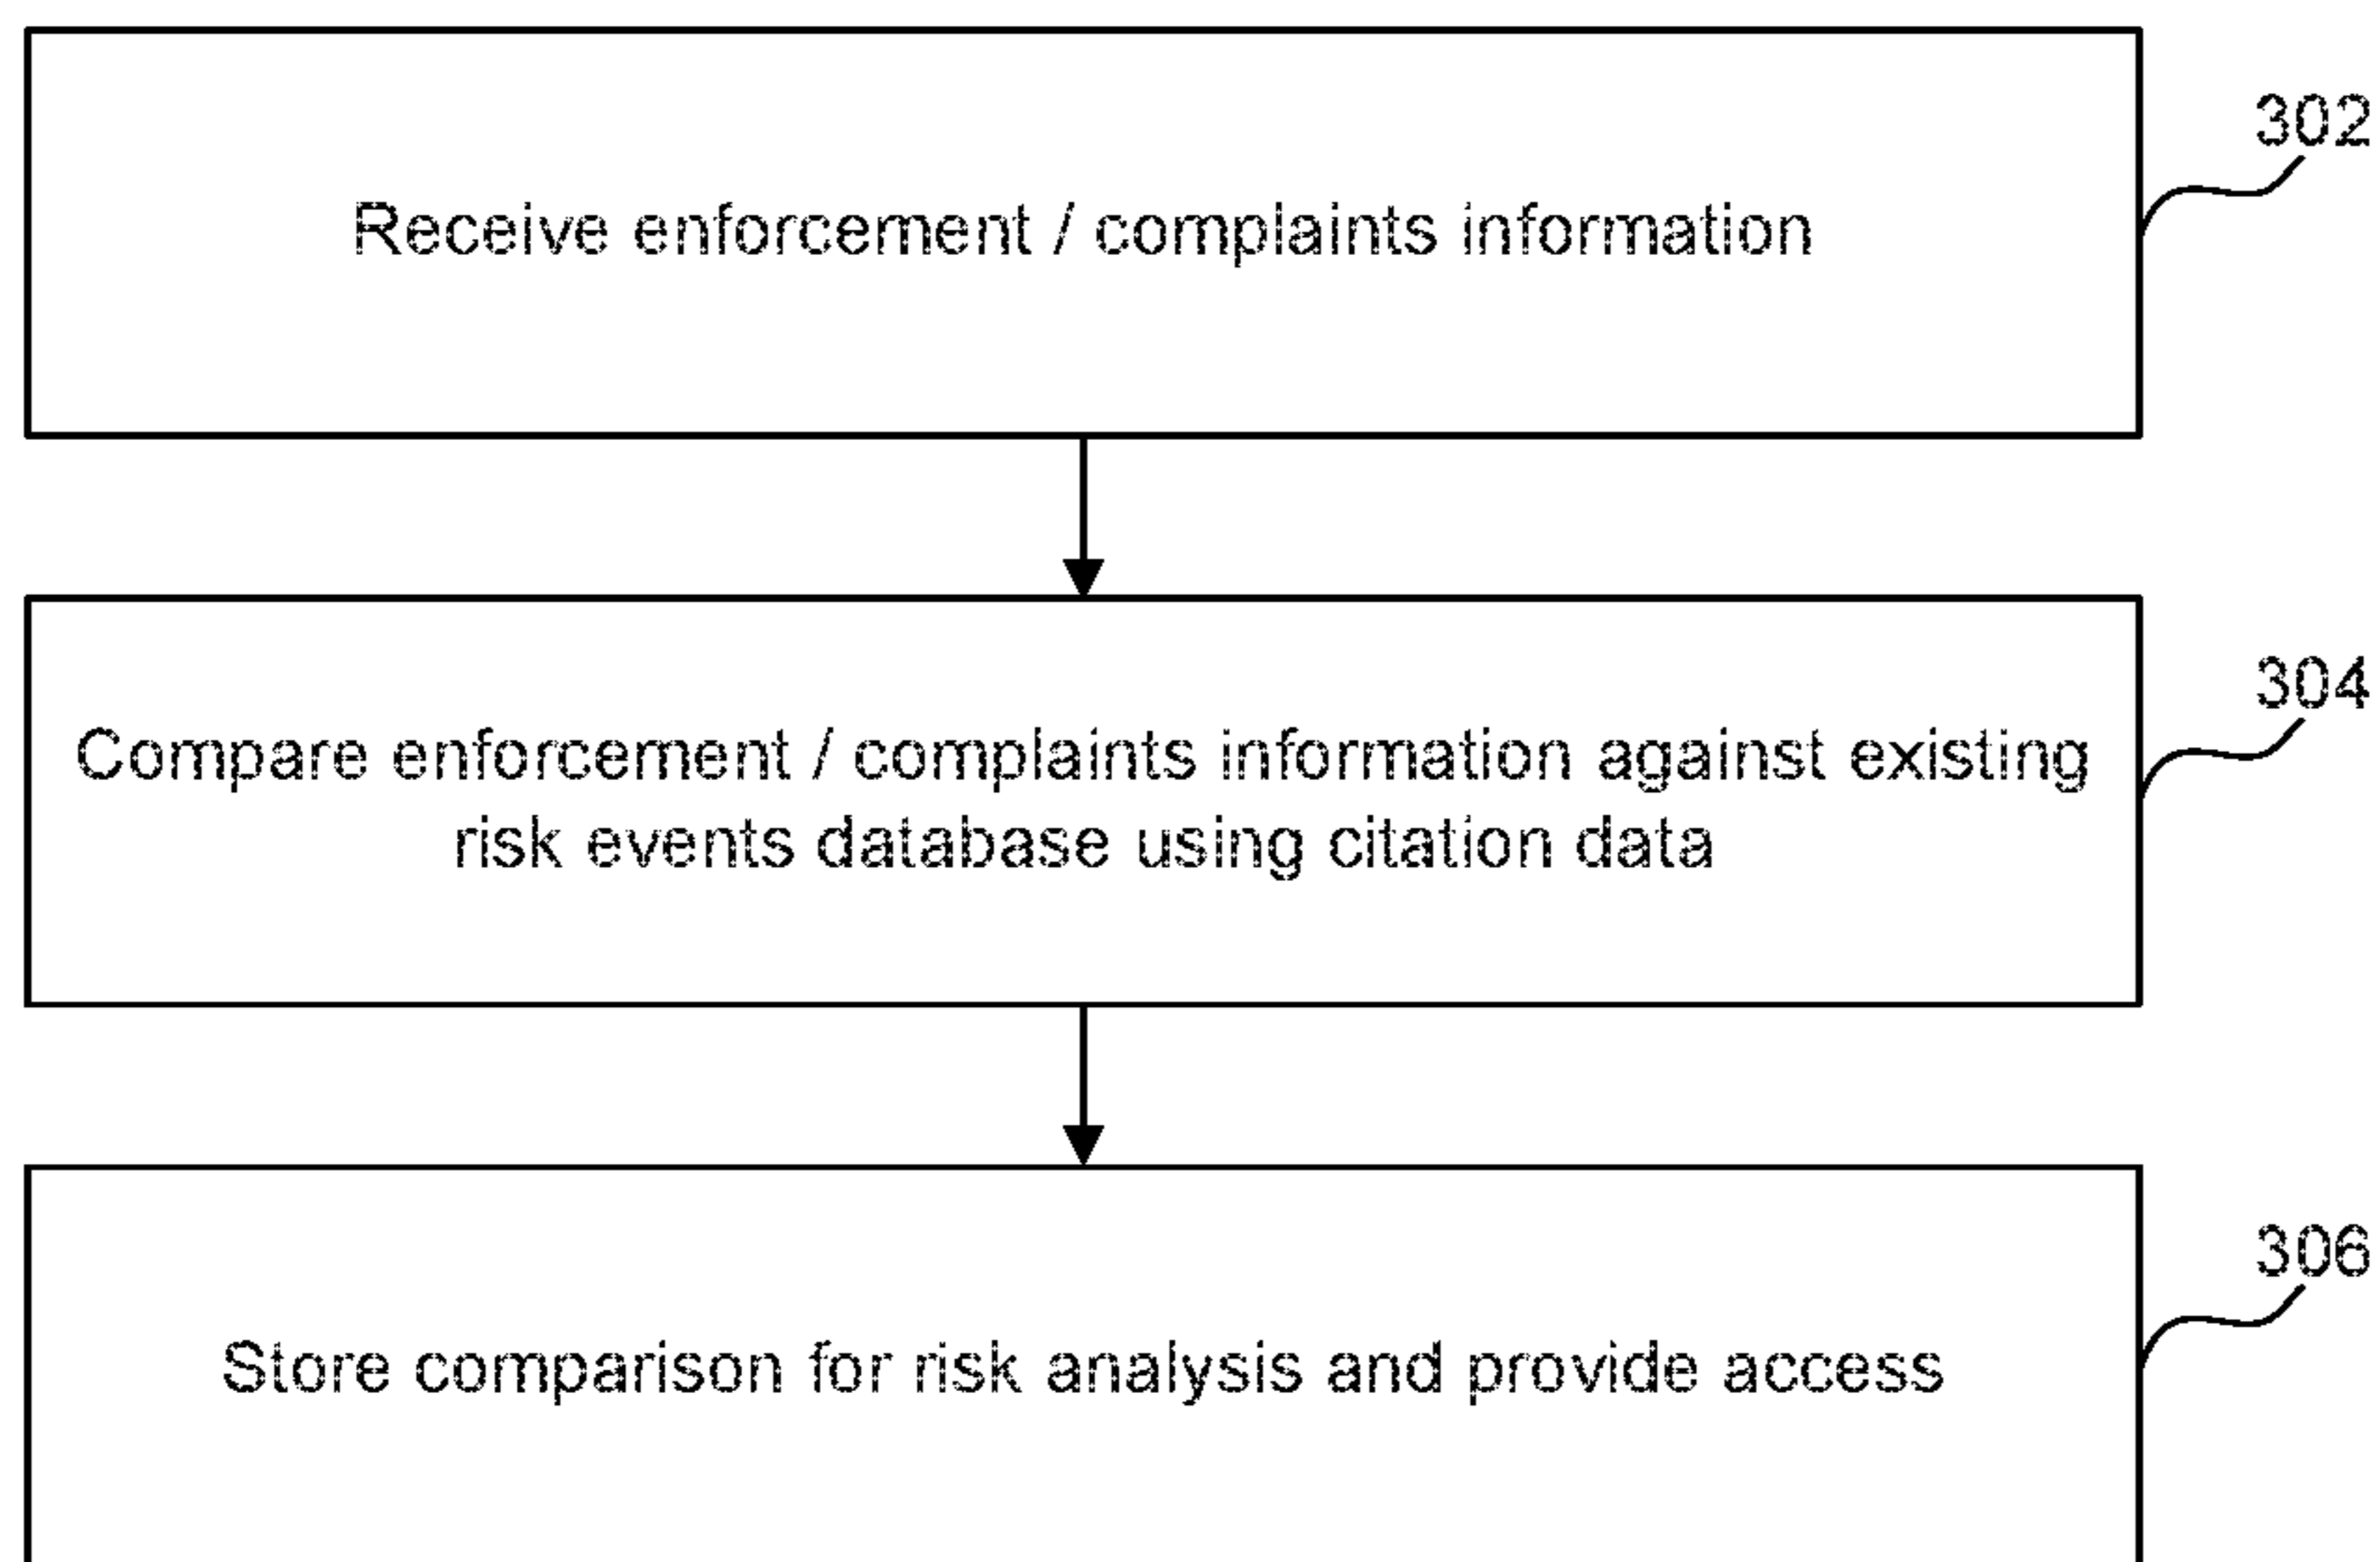 302
Receive enforcement / complaints information
304
Compare enforcement / complaints information against existing
risk events database using citation data
306
Store comparison for risk analysis and provide access